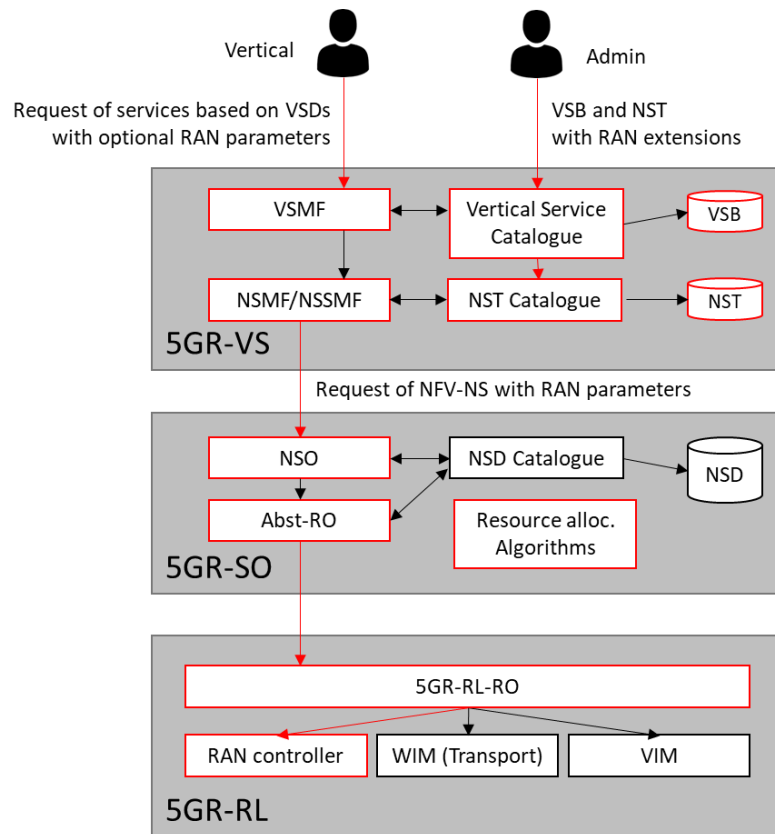 Vertical
Admin
Request of services based on VSDs
with optional RAN parameters
VSB and NST
with RAN extensions
VSMF
Vertical Service
Catalogue
VSB
NSMF/NSSMF
NST Catalogue
NST
5GR-VS
Request of NFV-NS with RAN parameters
NSO
NSD Catalogue
NSD
Abst-RO
Resource alloc.
Algorithms
5GR-SO
5GR-RL-RO
RAN controller
WIM (Transport)
VIM
5GR-RL